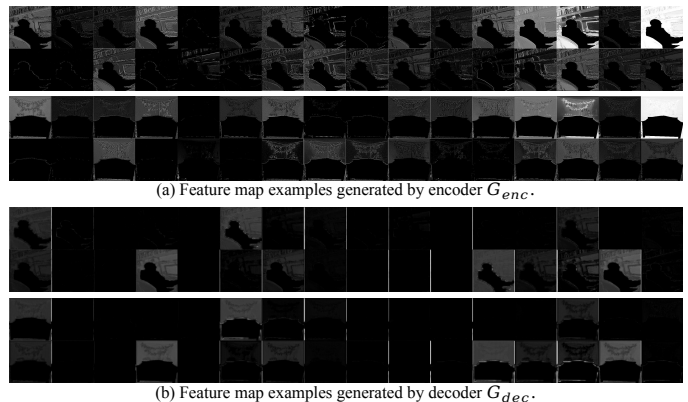 (a) Feature map examples generated by encoder G_enc.
(b) Feature map examples generated by decoder G_dec.